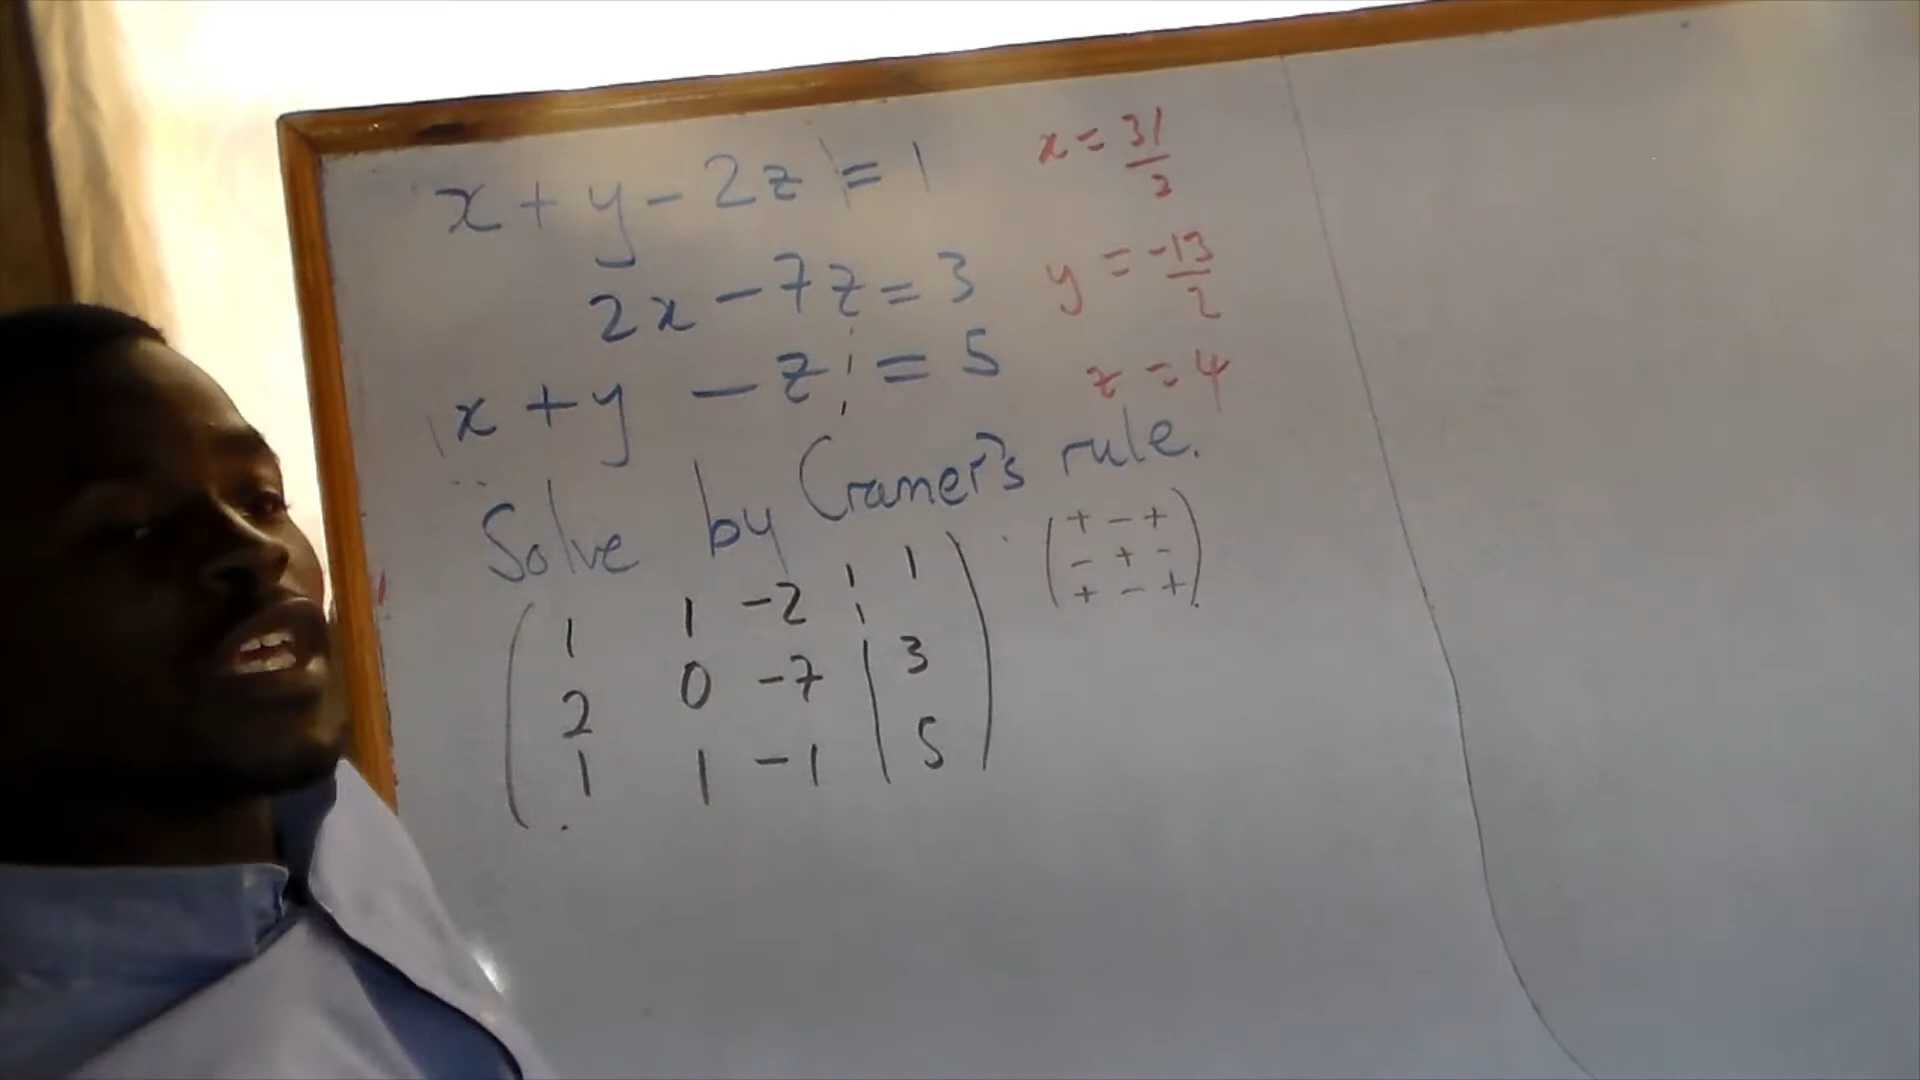 x + y - 2z = 1
2x - 7z = 3
x + y - z = 5
x = 31/2
y = -13/2
z = 4
Solve by Cramer's rule.
1 1 -2 | 1
2 0 -7 | 3
1 1 -1 | 5
+ - +
- + -
+ - +